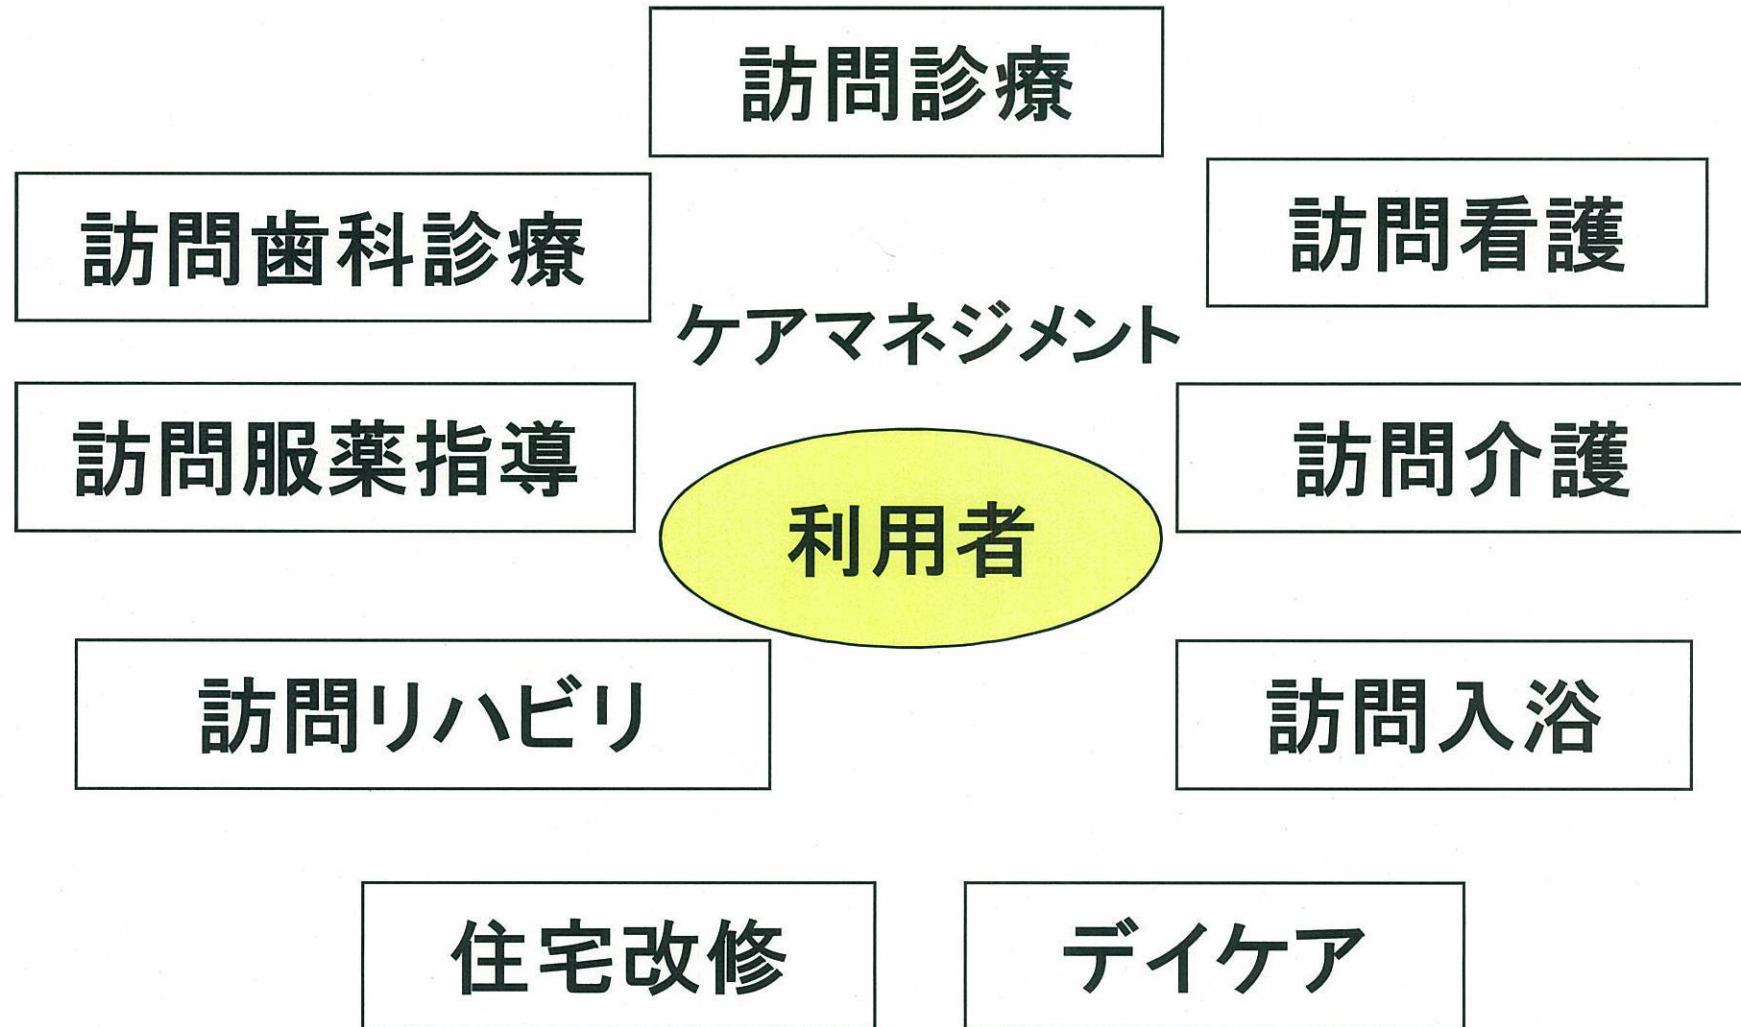 訪問診療
訪問歯科診療
訪問看護
ケアマネジメント
訪問服薬指導
訪問介護
利用者
訪問リハビリ
訪問入浴
住宅改修
デイケア